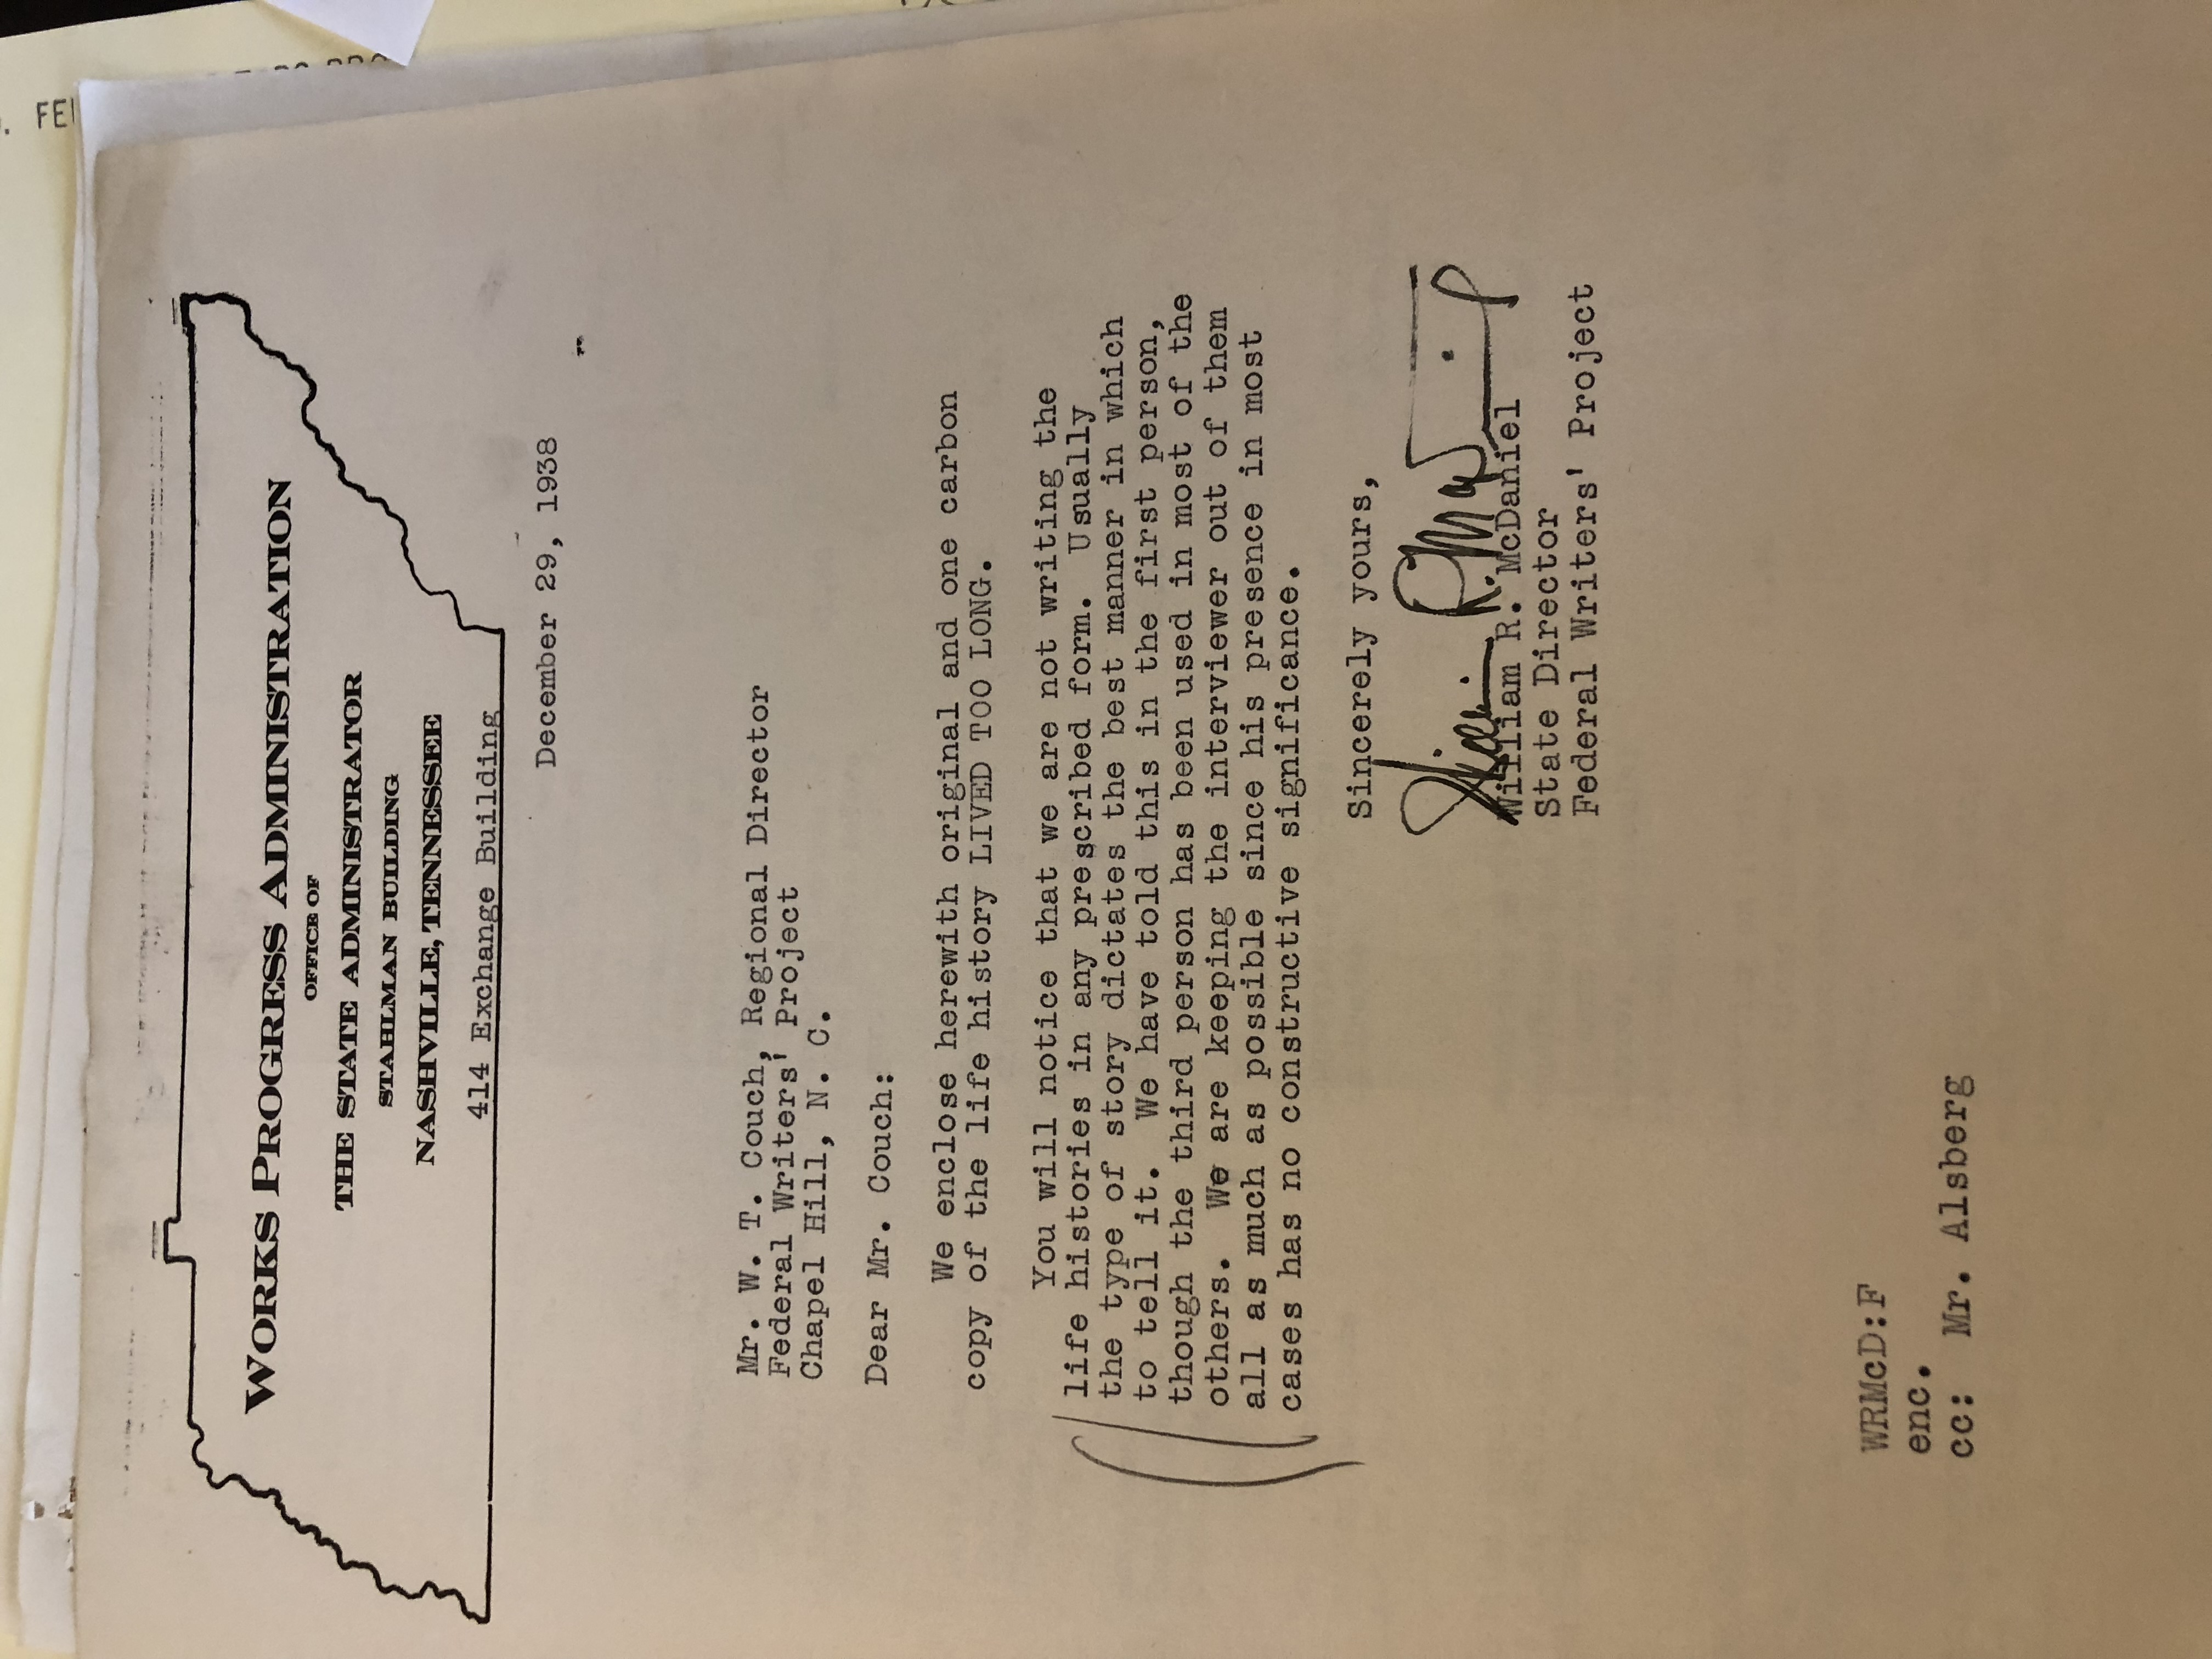 WORKS PROGRESS ADMINISTRATION
OFFICE OF
THE STATE ADMINISTRATOR
STAHLMAN BUILDING
NASHVILLE, TENNESSEE
414 Exchange Building
December 29, 1938
Mr. W. T. Couch, Regional Director
Federal Writers' Project
Chapel Hill, N. C.
Dear Mr. Couch:
We enclose herewith original and one carbon
copy of the life history LIVED TOO LONG.
You will notice that we are not writing the
life histories in any prescribed form. Usually
the type of story dictates the best manner in which
to tell it. We have told this in the first person,
though the third person has been used in most of the
others. We are keeping the interviewer out of them
all as much as possible since his presence in most
cases has no constructive significance.
Sincerely yours,
William R. McDaniel
William R. McDaniel
State Director
Federal Writers' Project
WRMcD:F
enc.
cc: Mr. Alsberg